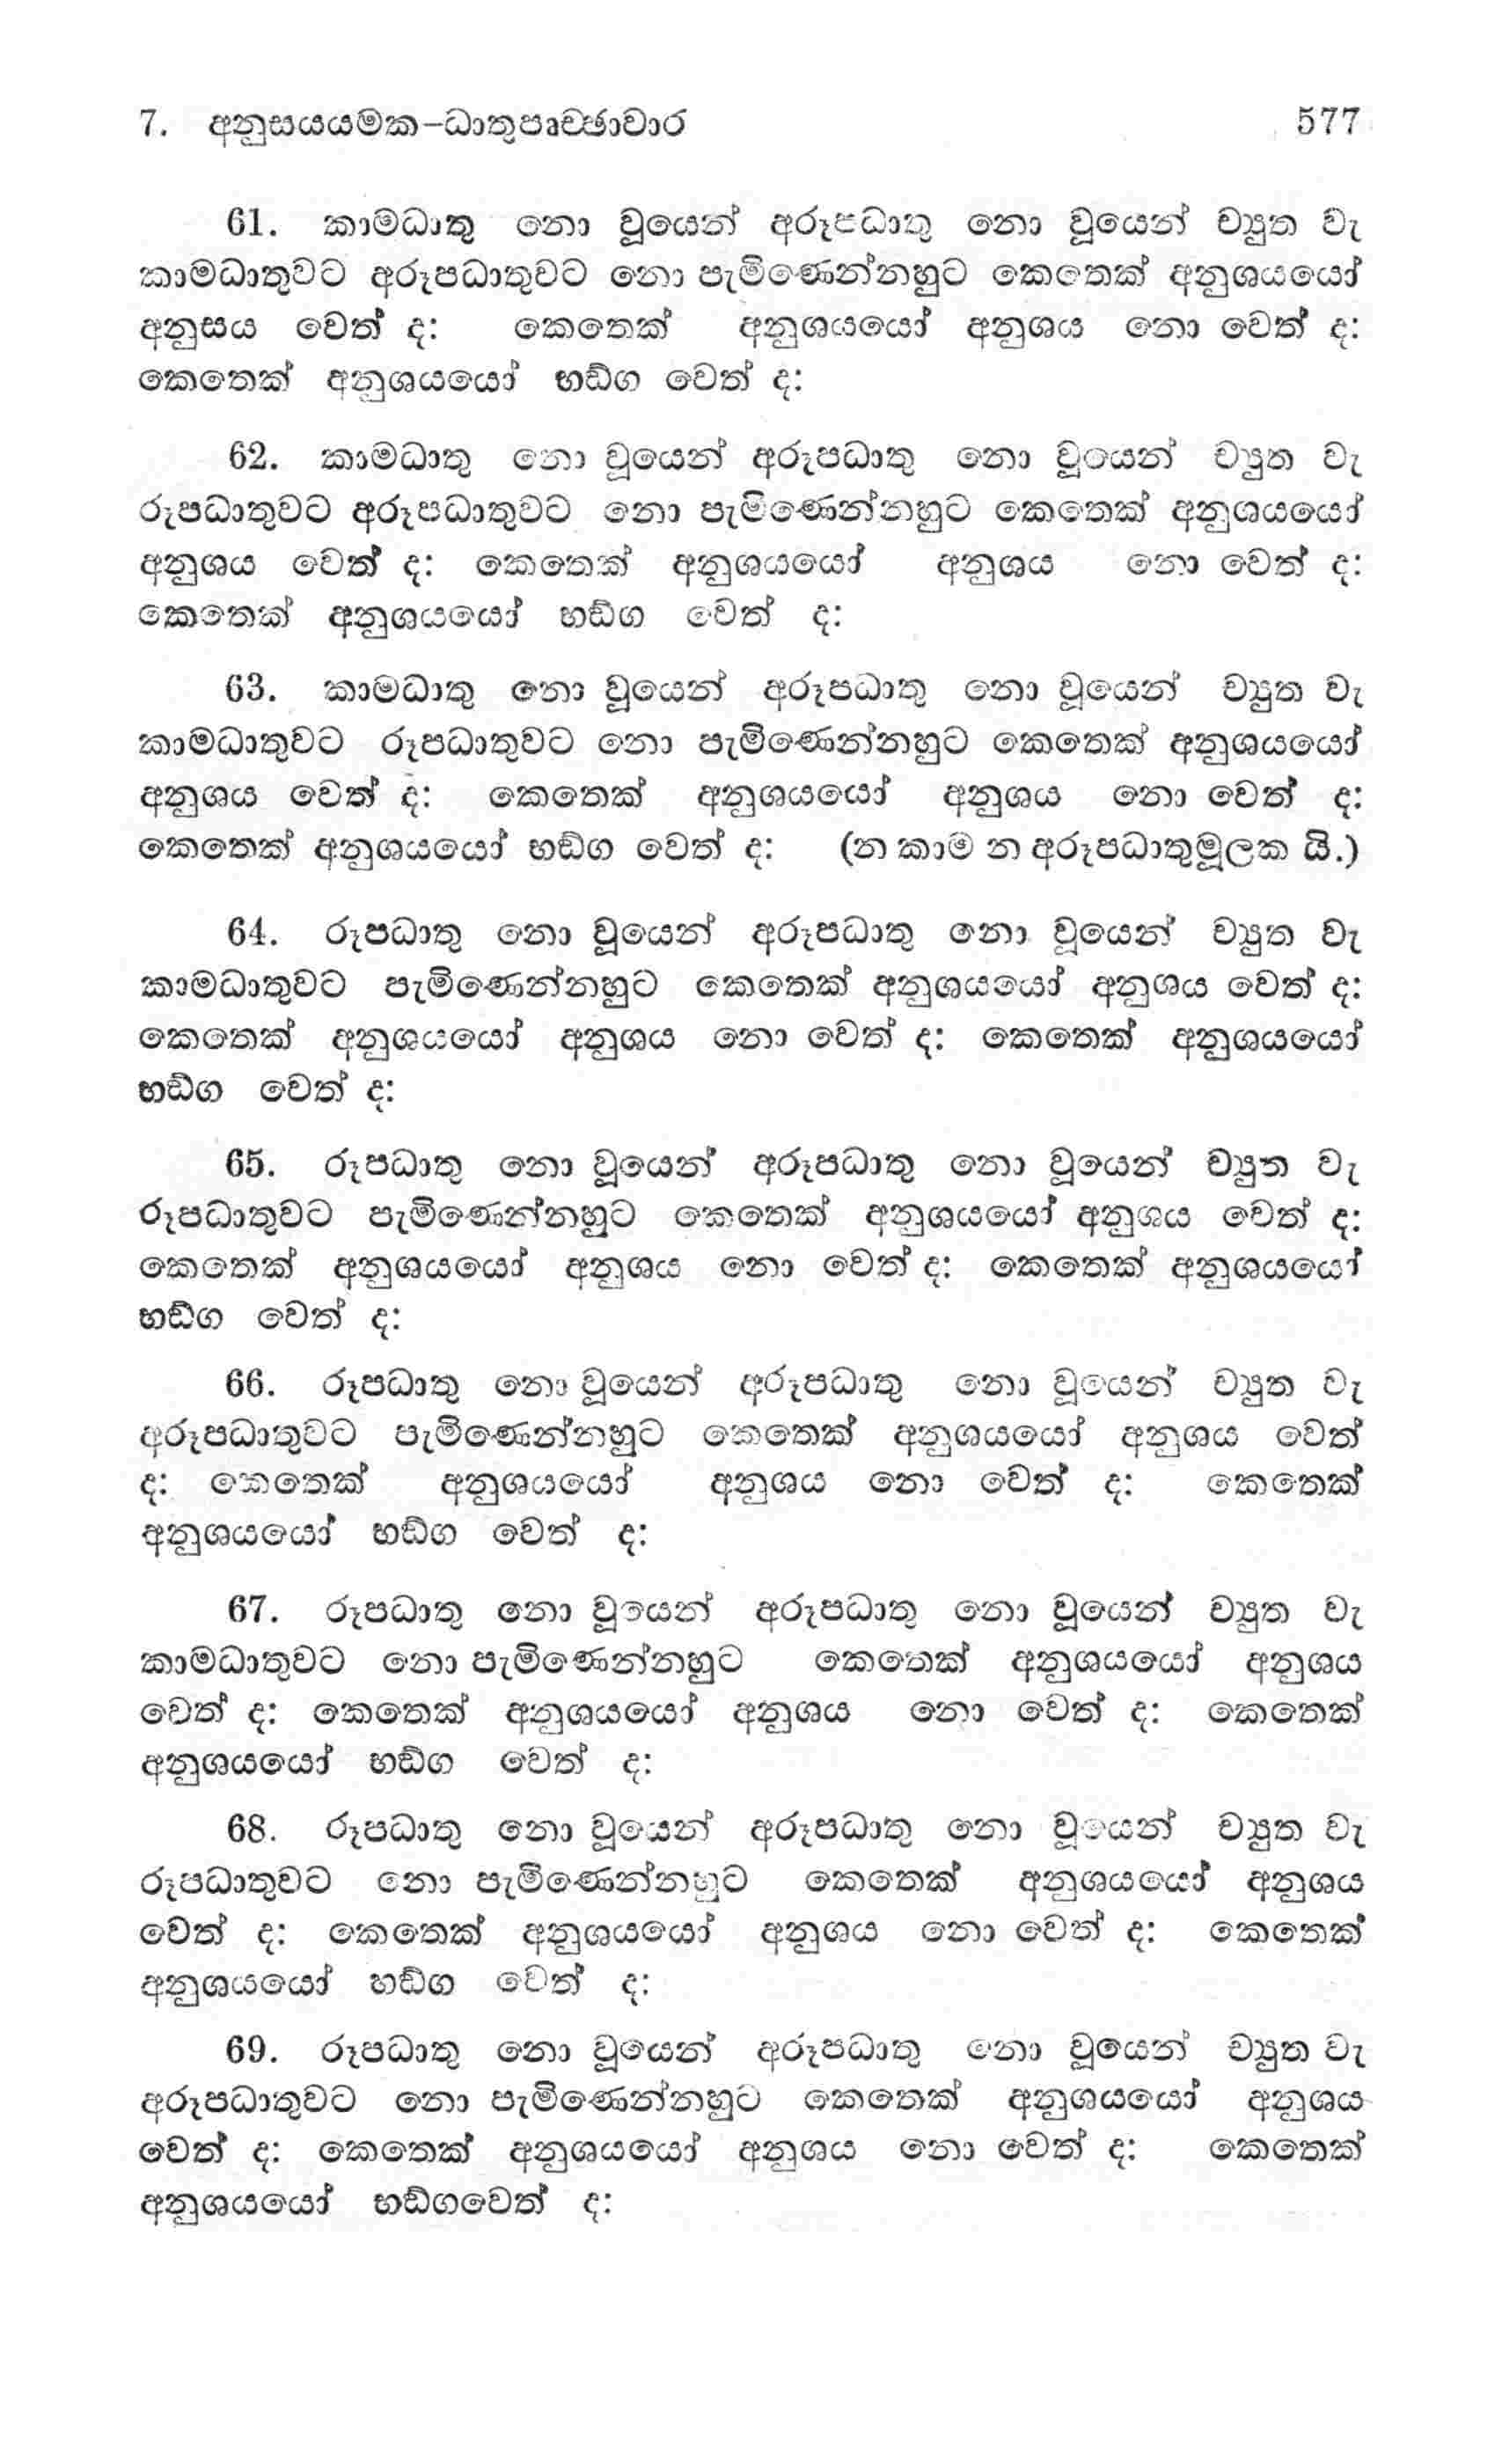 7. අනුසයයමක–ධාතුපෘච්ඡාවාර 577
61. කාමධාතු නො වූයෙන් අරූපධාතු නො වූයෙන් ච්‍යුත වැ
කාමධාතුවට අරූපධාතුවට නො පැමිණෙන්නහුට කෙතෙක් අනුශයයෝ
අනුසය වෙත් ද: කෙතෙක් අනුශයයෝ අනුශය නො වෙත් ද:
කෙතෙක් අනුශයයෝ භඞ්ග වෙත් ද:
62. කාමධාතු නො වූයෙන් අරූපධාතු නො වූයෙන් ච්‍යුත වැ
රූපධාතුවට අරූපධාතුවට නො පැමිණෙන්නහුට කෙතෙක් අනුශයයෝ
අනුශය වෙත් ද: කෙතෙක් අනුශයයෝ අනුශය නො වෙත් ද:
කෙතෙක් අනුශයයෝ භඞ්ග වෙත් ද:
63. කාමධාතු නො වූයෙන් අරූපධාතු නො වූයෙන් ච්‍යුත වැ
කාමධාතුවට රූපධාතුවට නො පැමිණෙන්නහුට කෙතෙක් අනුශයයෝ
අනුශය වෙත් ද: කෙතෙක් අනුශයයෝ අනුශය නො වෙත් ද:
කෙතෙක් අනුශයයෝ භඞ්ග වෙත් ද: (න කාම න අරූපධාතුමූලක යි.)
64. රූපධාතු නො වූයෙන් අරූපධාතු නො වූයෙන් ච්‍යුත වැ
කාමධාතුවට පැමිණෙන්නහුට කෙතෙක් අනුශයයෝ අනුශය වෙත් ද:
කෙතෙක් අනුශයයෝ අනුශය නො වෙත් ද: කෙතෙක් අනුශයයෝ
භඞ්ග වෙත් ද:
65. රූපධාතු නො වූයෙන් අරූපධාතු නො වූයෙන් ච්‍යුත වැ
රූපධාතුවට පැමිණෙන්නහුට කෙතෙක් අනුශයයෝ අනුශය වෙත් ද:
කෙතෙක් අනුශයයෝ අනුශය නො වෙත් ද: කෙතෙක් අනුශයයෝ
භඞ්ග වෙත් ද:
66. රූපධාතු නො වූයෙන් අරූපධාතු නො වූයෙන් ච්‍යුත වැ
අරූපධාතුවට පැමිණෙන්නහුට කෙතෙක් අනුශයයෝ අනුශය වෙත්
ද: කෙතෙක් අනුශයයෝ අනුශය නො වෙත් ද: කෙතෙක්
අනුශයයෝ භඞ්ග වෙත් ද:
67. රූපධාතු නො වූයෙන් අරූපධාතු නො වූයෙන් ච්‍යුත වැ
කාමධාතුවට නො පැමිණෙන්නහුට කෙතෙක් අනුශයයෝ අනුශය
වෙත් ද: කෙතෙක් අනුශයයෝ අනුශය නො වෙත් ද: කෙතෙක්
අනුශයයෝ භඞ්ග වෙත් ද:
68. රූපධාතු නො වූයෙන් අරූපධාතු නො වූයෙන් ච්‍යුත වැ
රූපධාතුවට නො පැමිණෙන්නහුට කෙතෙක් අනුශයයෝ අනුශය
වෙත් ද: කෙතෙක් අනුශයයෝ අනුශය නො වෙත් ද: කෙතෙක්
අනුශයයෝ භඞ්ග වෙත් ද:
69. රූපධාතු නො වූයෙන් අරූපධාතු නො වූයෙන් ච්‍යුත වැ
අරූපධාතුවට නො පැමිණෙන්නහුට කෙතෙක් අනුශයයෝ අනුශය
වෙත් ද: කෙතෙක් අනුශයයෝ අනුශය නො වෙත් ද: කෙතෙක්
අනුශයයෝ භඞ්ගවෙත් ද: